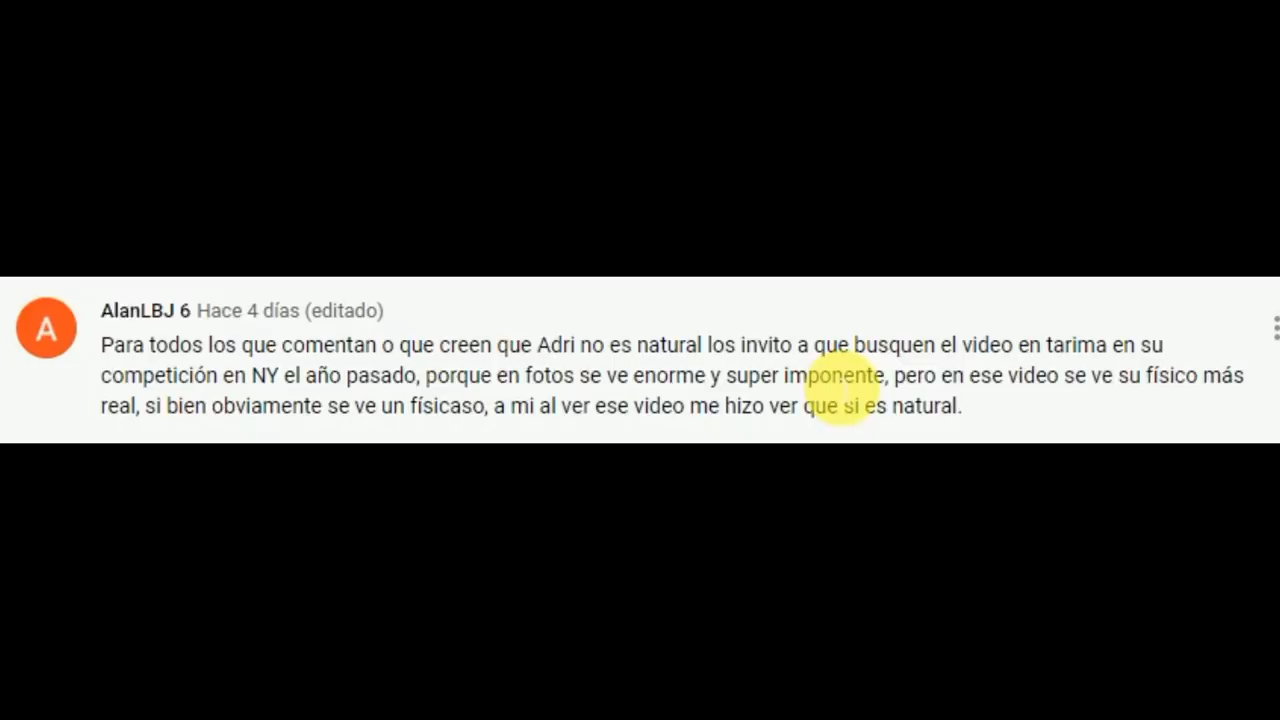 A
AlanLBJ 6 Hace 4 días (editado)
Para todos los que comentan o que creen que Adri no es natural los invito a que busquen el video en tarima en su
competición en NY el año pasado, porque en fotos se ve enorme y super imponente, pero en ese video se ve su físico más
real, si bien obviamente se ve un físicaso, a mi al ver ese video me hizo ver que si es natural.